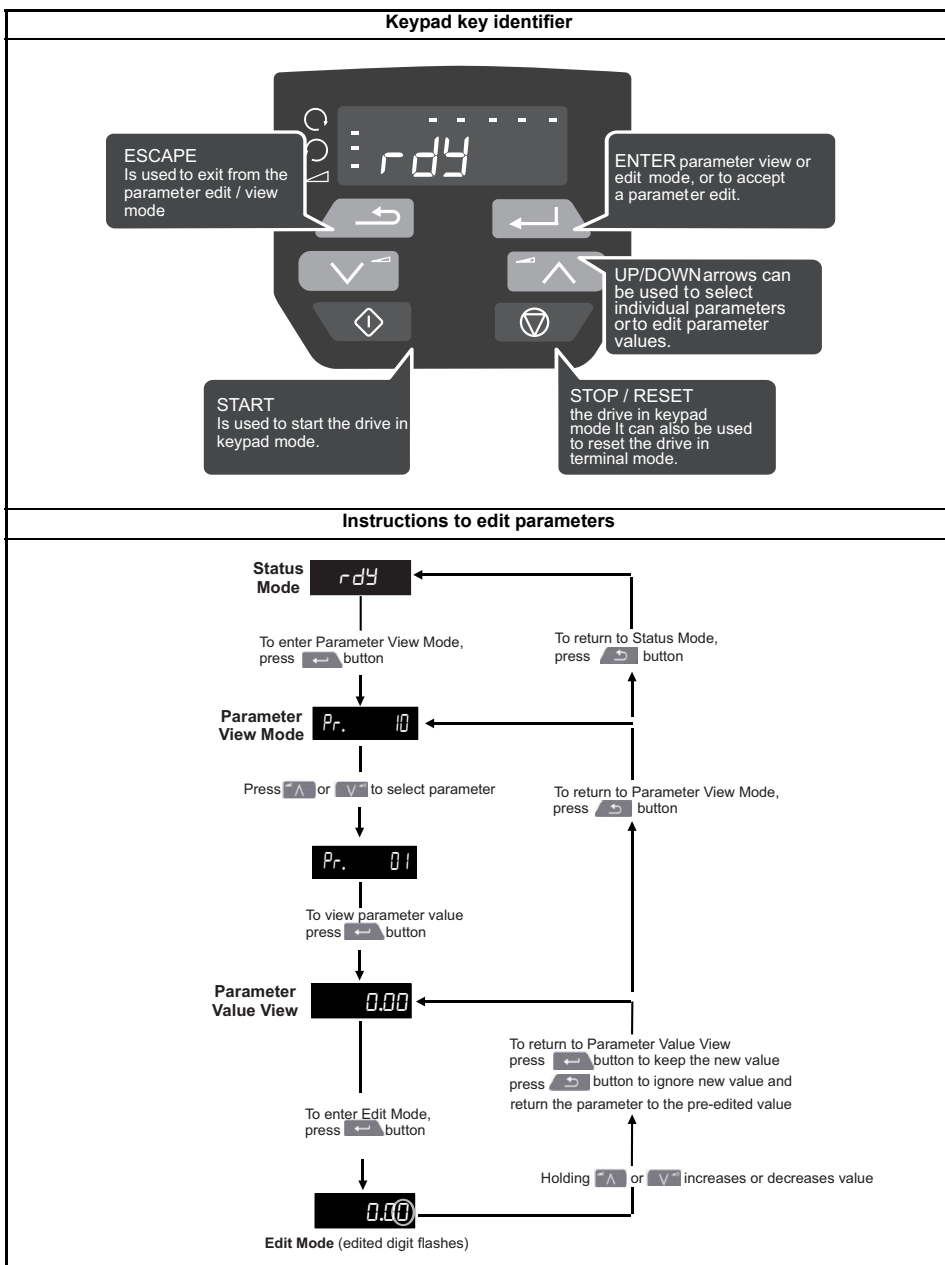 Keypad key identifier
rdy
ESCAPE
Is used to exit from the
parameter edit / view
mode
ENTER parameter view or
edit mode, or to accept
a parameter edit.
UP/DOWN arrows can
be used to select
individual parameters
or to edit parameter
values.
START
Is used to start the drive in
keypad mode.
STOP / RESET
the drive in keypad
mode It can also be used
to reset the drive in
terminal mode.
Instructions to edit parameters
Status
Mode
rdy
To enter Parameter View Mode,
press button
To return to Status Mode,
press button
Parameter
View Mode
Pr. 10
Press or to select parameter
To return to Parameter View Mode,
press button
Pr. 01
To view parameter value
press button
Parameter
Value View
0.00
To return to Parameter Value View
press button to keep the new value
press button to ignore new value and
return the parameter to the pre-edited value
To enter Edit Mode,
press button
Holding or increases or decreases value
0.00
Edit Mode (edited digit flashes)